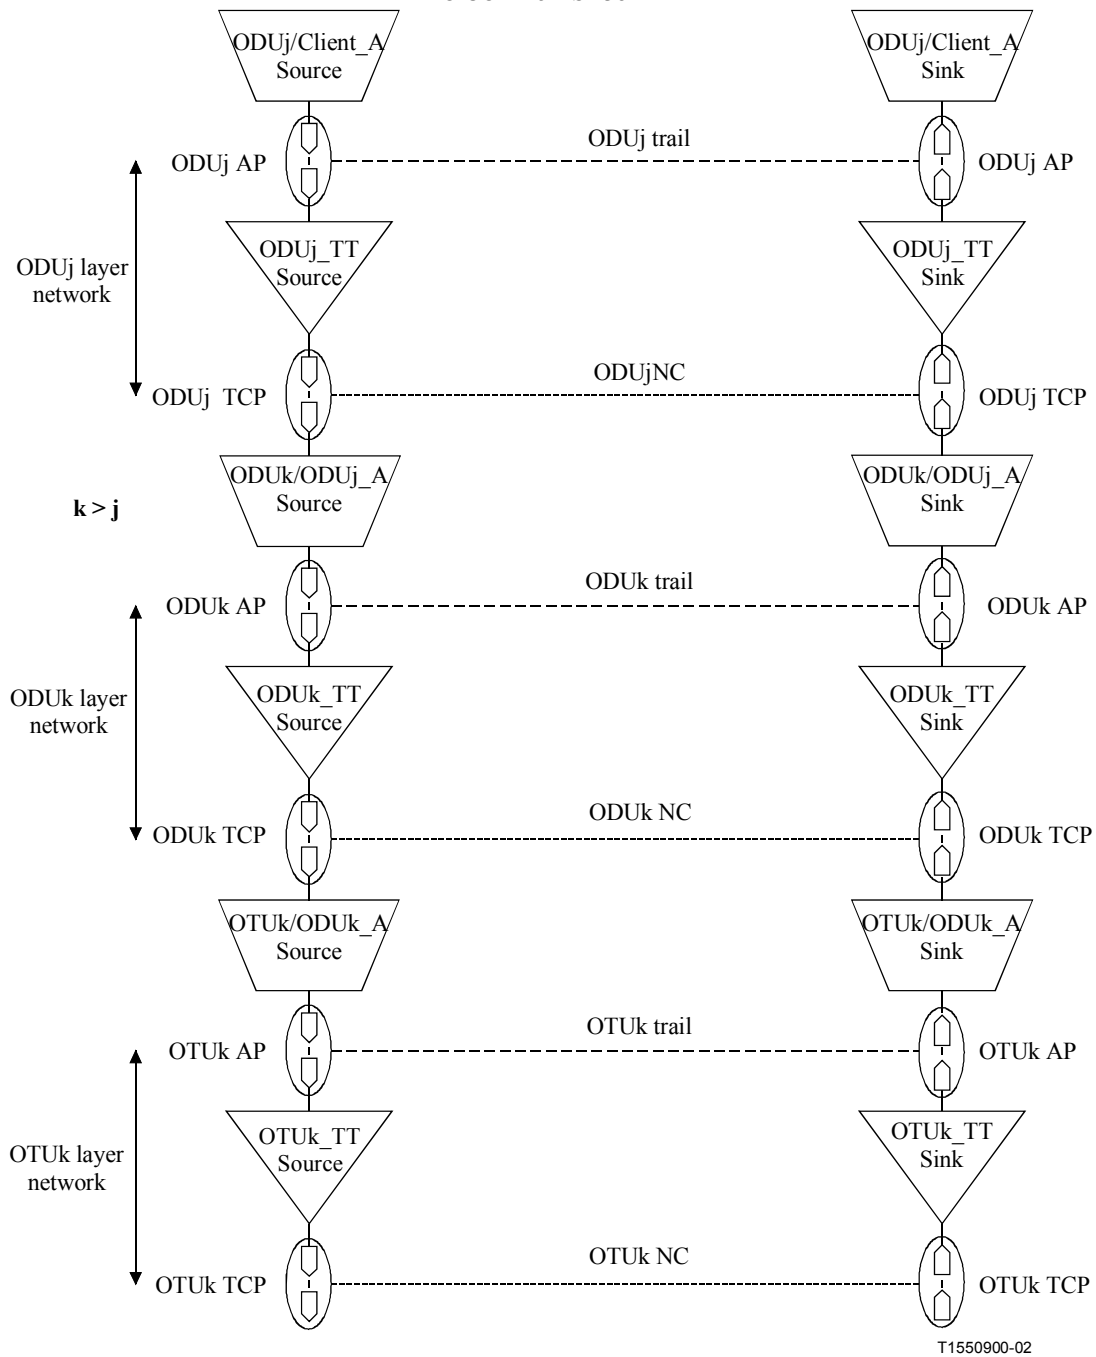 ODUj/Client_A
Source
ODUj/Client_A
Sink
ODUj AP
ODUj trail
ODUj AP
ODUj layer
network
ODUj_TT
Source
ODUj_TT
Sink
ODUj TCP
ODUjNC
ODUj TCP
k > j
ODUk/ODUj_A
Source
ODUk/ODUj_A
Sink
ODUk AP
ODUk trail
ODUk AP
ODUk layer
network
ODUk_TT
Source
ODUk_TT
Sink
ODUk TCP
ODUk NC
ODUk TCP
OTUk/ODUk_A
Source
OTUk/ODUk_A
Sink
OTUk AP
OTUk trail
OTUk AP
OTUk layer
network
OTUk_TT
Source
OTUk_TT
Sink
OTUk TCP
OTUk NC
OTUk TCP
T1550900-02